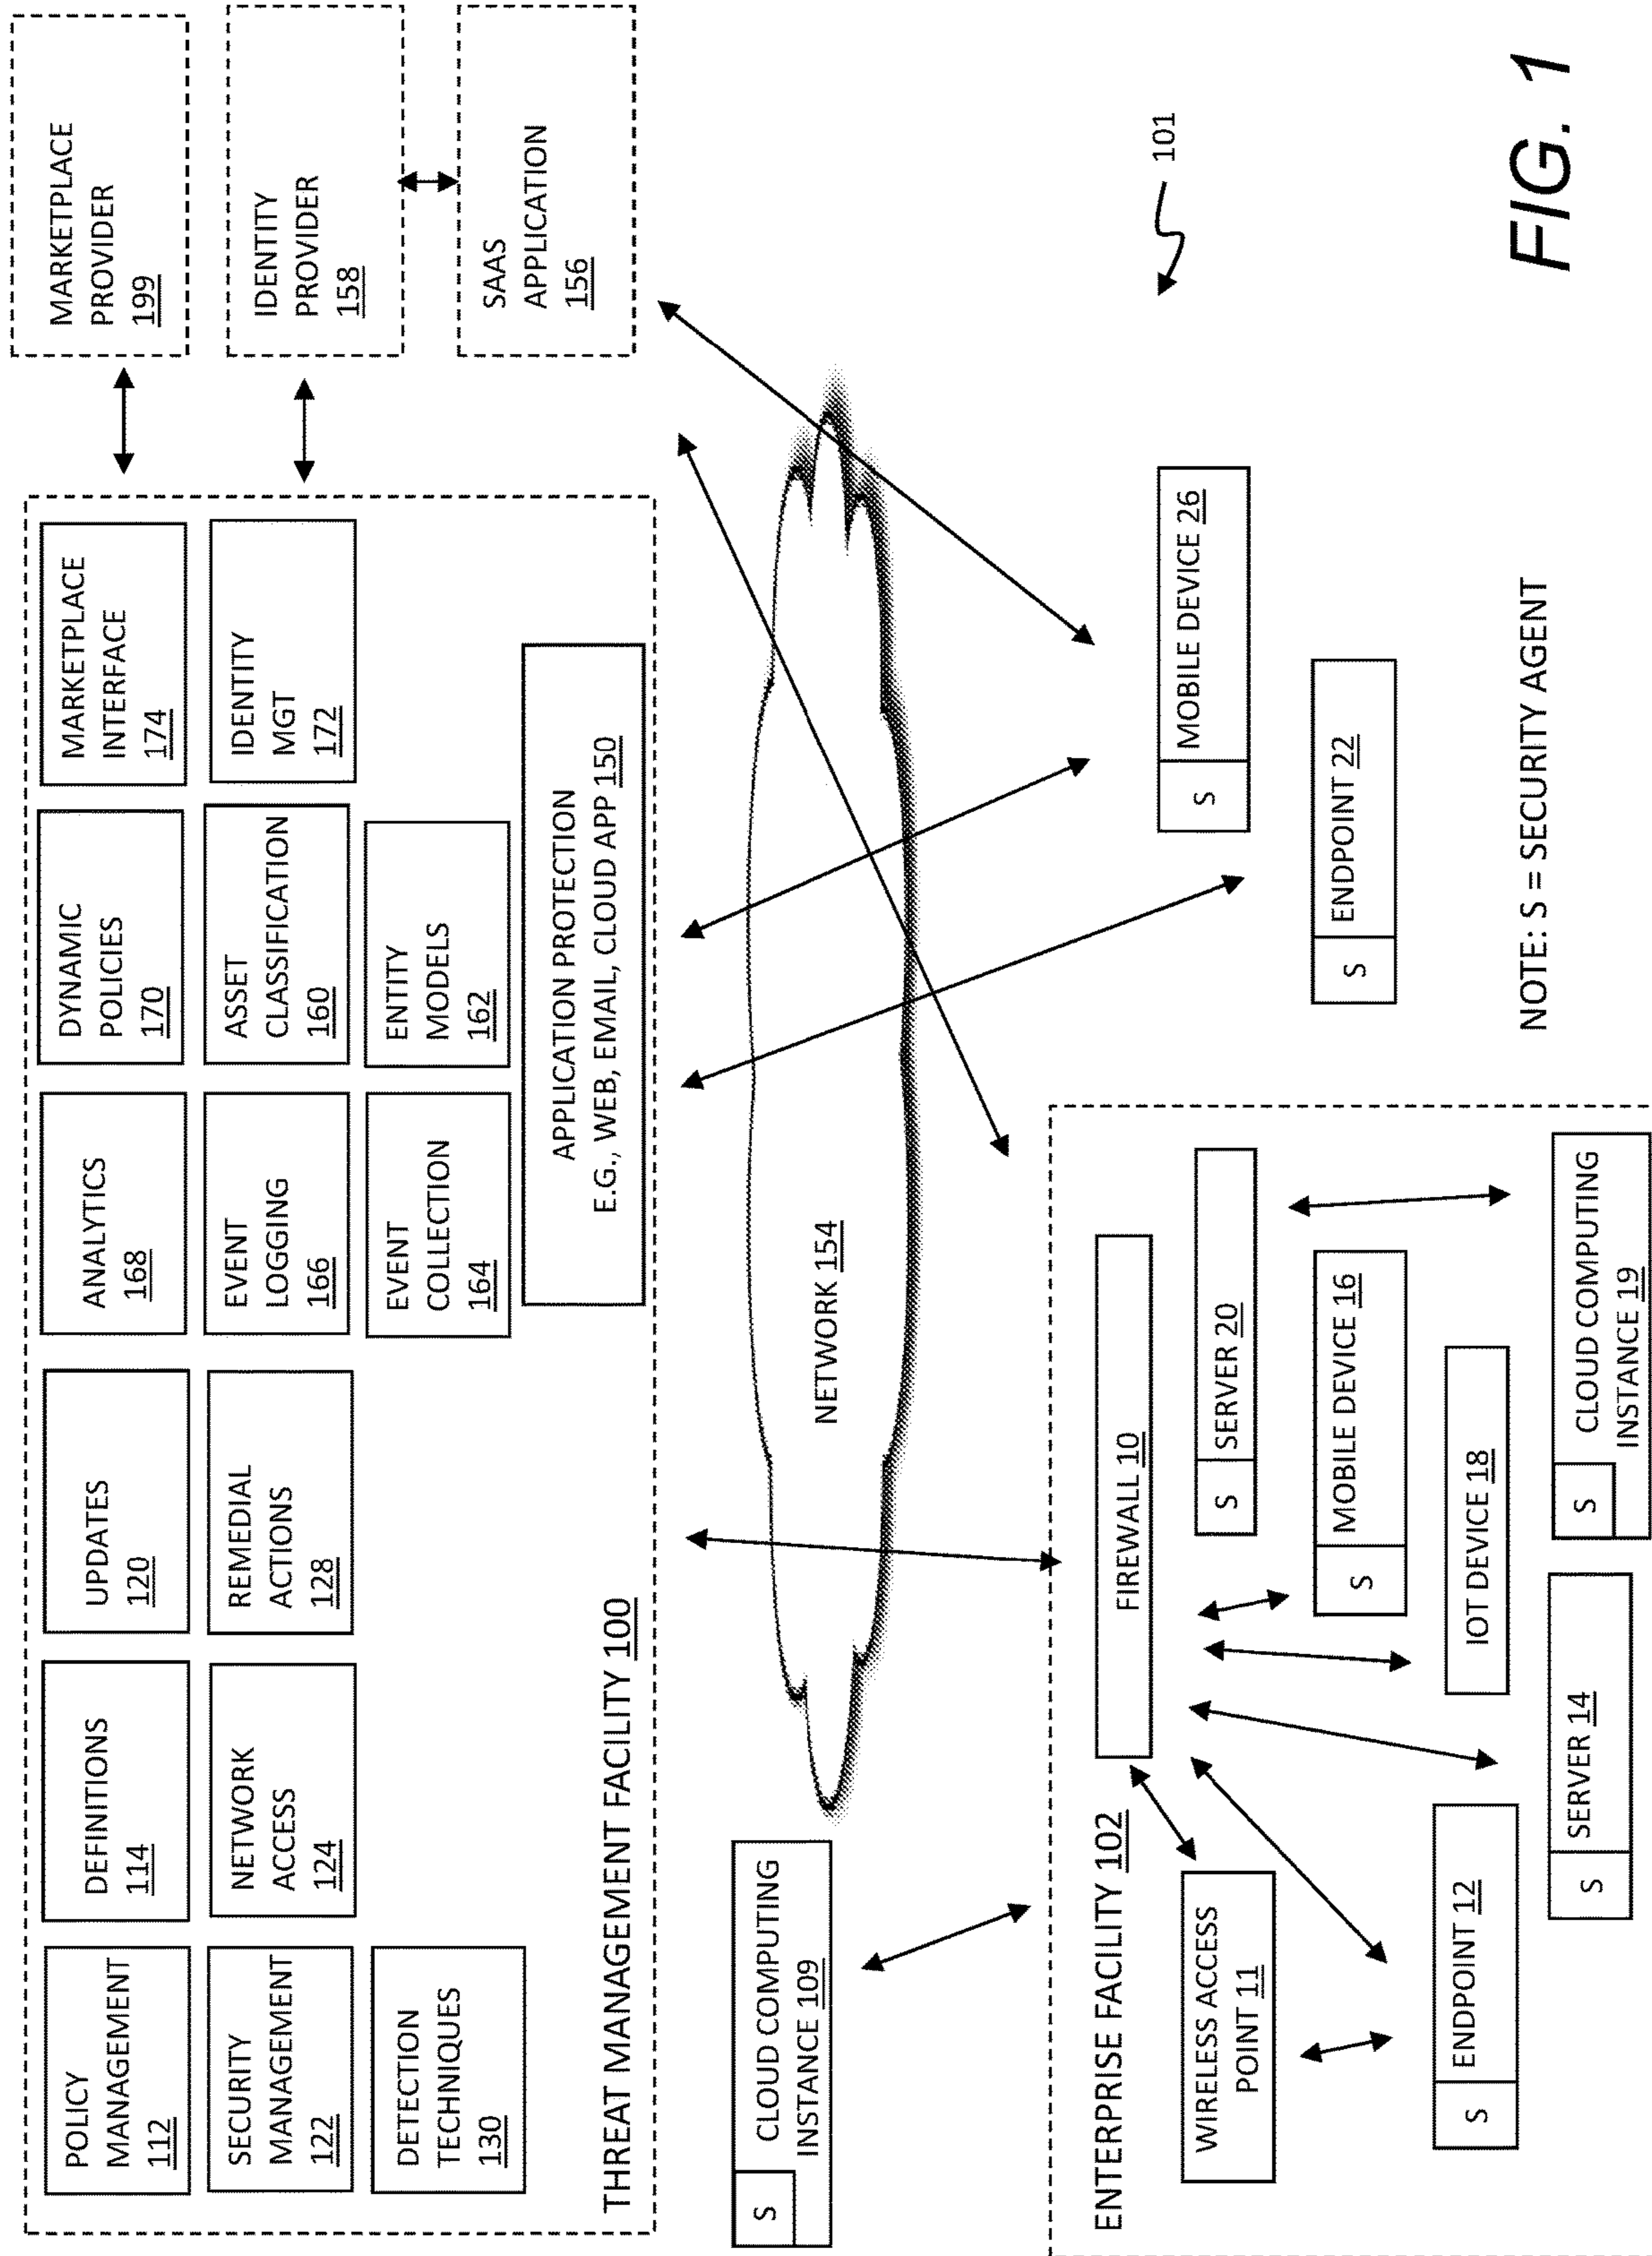 POLICY
MANAGEMENT
112
DEFINITIONS
114
UPDATES
120
ANALYTICS
168
DYNAMIC
POLICIES
170
MARKETPLACE
INTERFACE
174
MARKETPLACE
PROVIDER
199
SECURITY
MANAGEMENT
122
NETWORK
ACCESS
124
REMEDIAL
ACTIONS
128
EVENT
LOGGING
166
ASSET
CLASSIFICATION
160
IDENTITY
MGT
172
IDENTITY
PROVIDER
158
DETECTION
TECHNIQUES
130
EVENT
COLLECTION
164
ENTITY
MODELS
162
SAAS
APPLICATION
156
APPLICATION PROTECTION
E.G., WEB, EMAIL, CLOUD APP 150
THREAT MANAGEMENT FACILITY 100
S
CLOUD COMPUTING
INSTANCE 109
NETWORK 154
101
ENTERPRISE FACILITY 102
FIREWALL 10
WIRELESS ACCESS
POINT 11
S
SERVER 20
S
MOBILE DEVICE 26
S
MOBILE DEVICE 16
S
ENDPOINT 22
S
ENDPOINT 12
IOT DEVICE 18
S
SERVER 14
S
CLOUD COMPUTING
INSTANCE 19
NOTE: S = SECURITY AGENT
FIG. 1